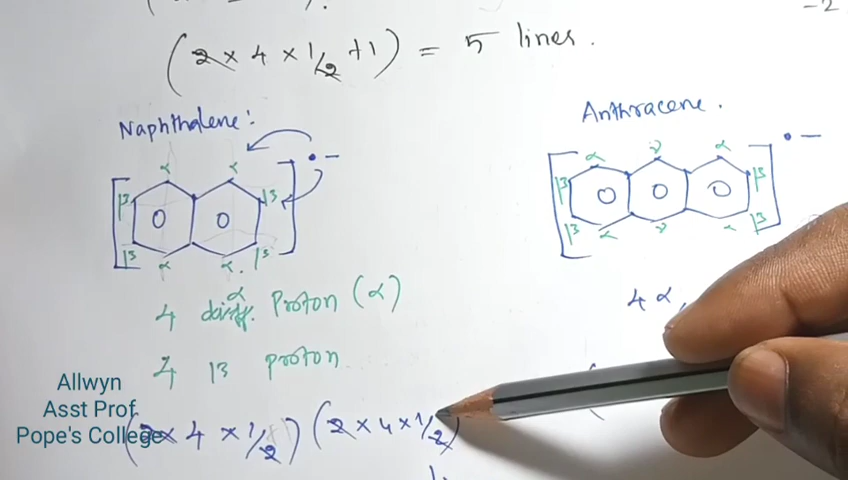 -2
(2 × 4 × 1/2 +1) = 5 lines.
Naphthalene:
Anthracene.
α α
β β
O O
β β
α α
• −
α γ α
β β
O O O
β β
α γ α
• −
4 Proton (α)
4 α,
4 β proton
(2 × 4 × 1/2) (2 × 4 × 1/2)
Allwyn
Asst Prof.
Pope's College